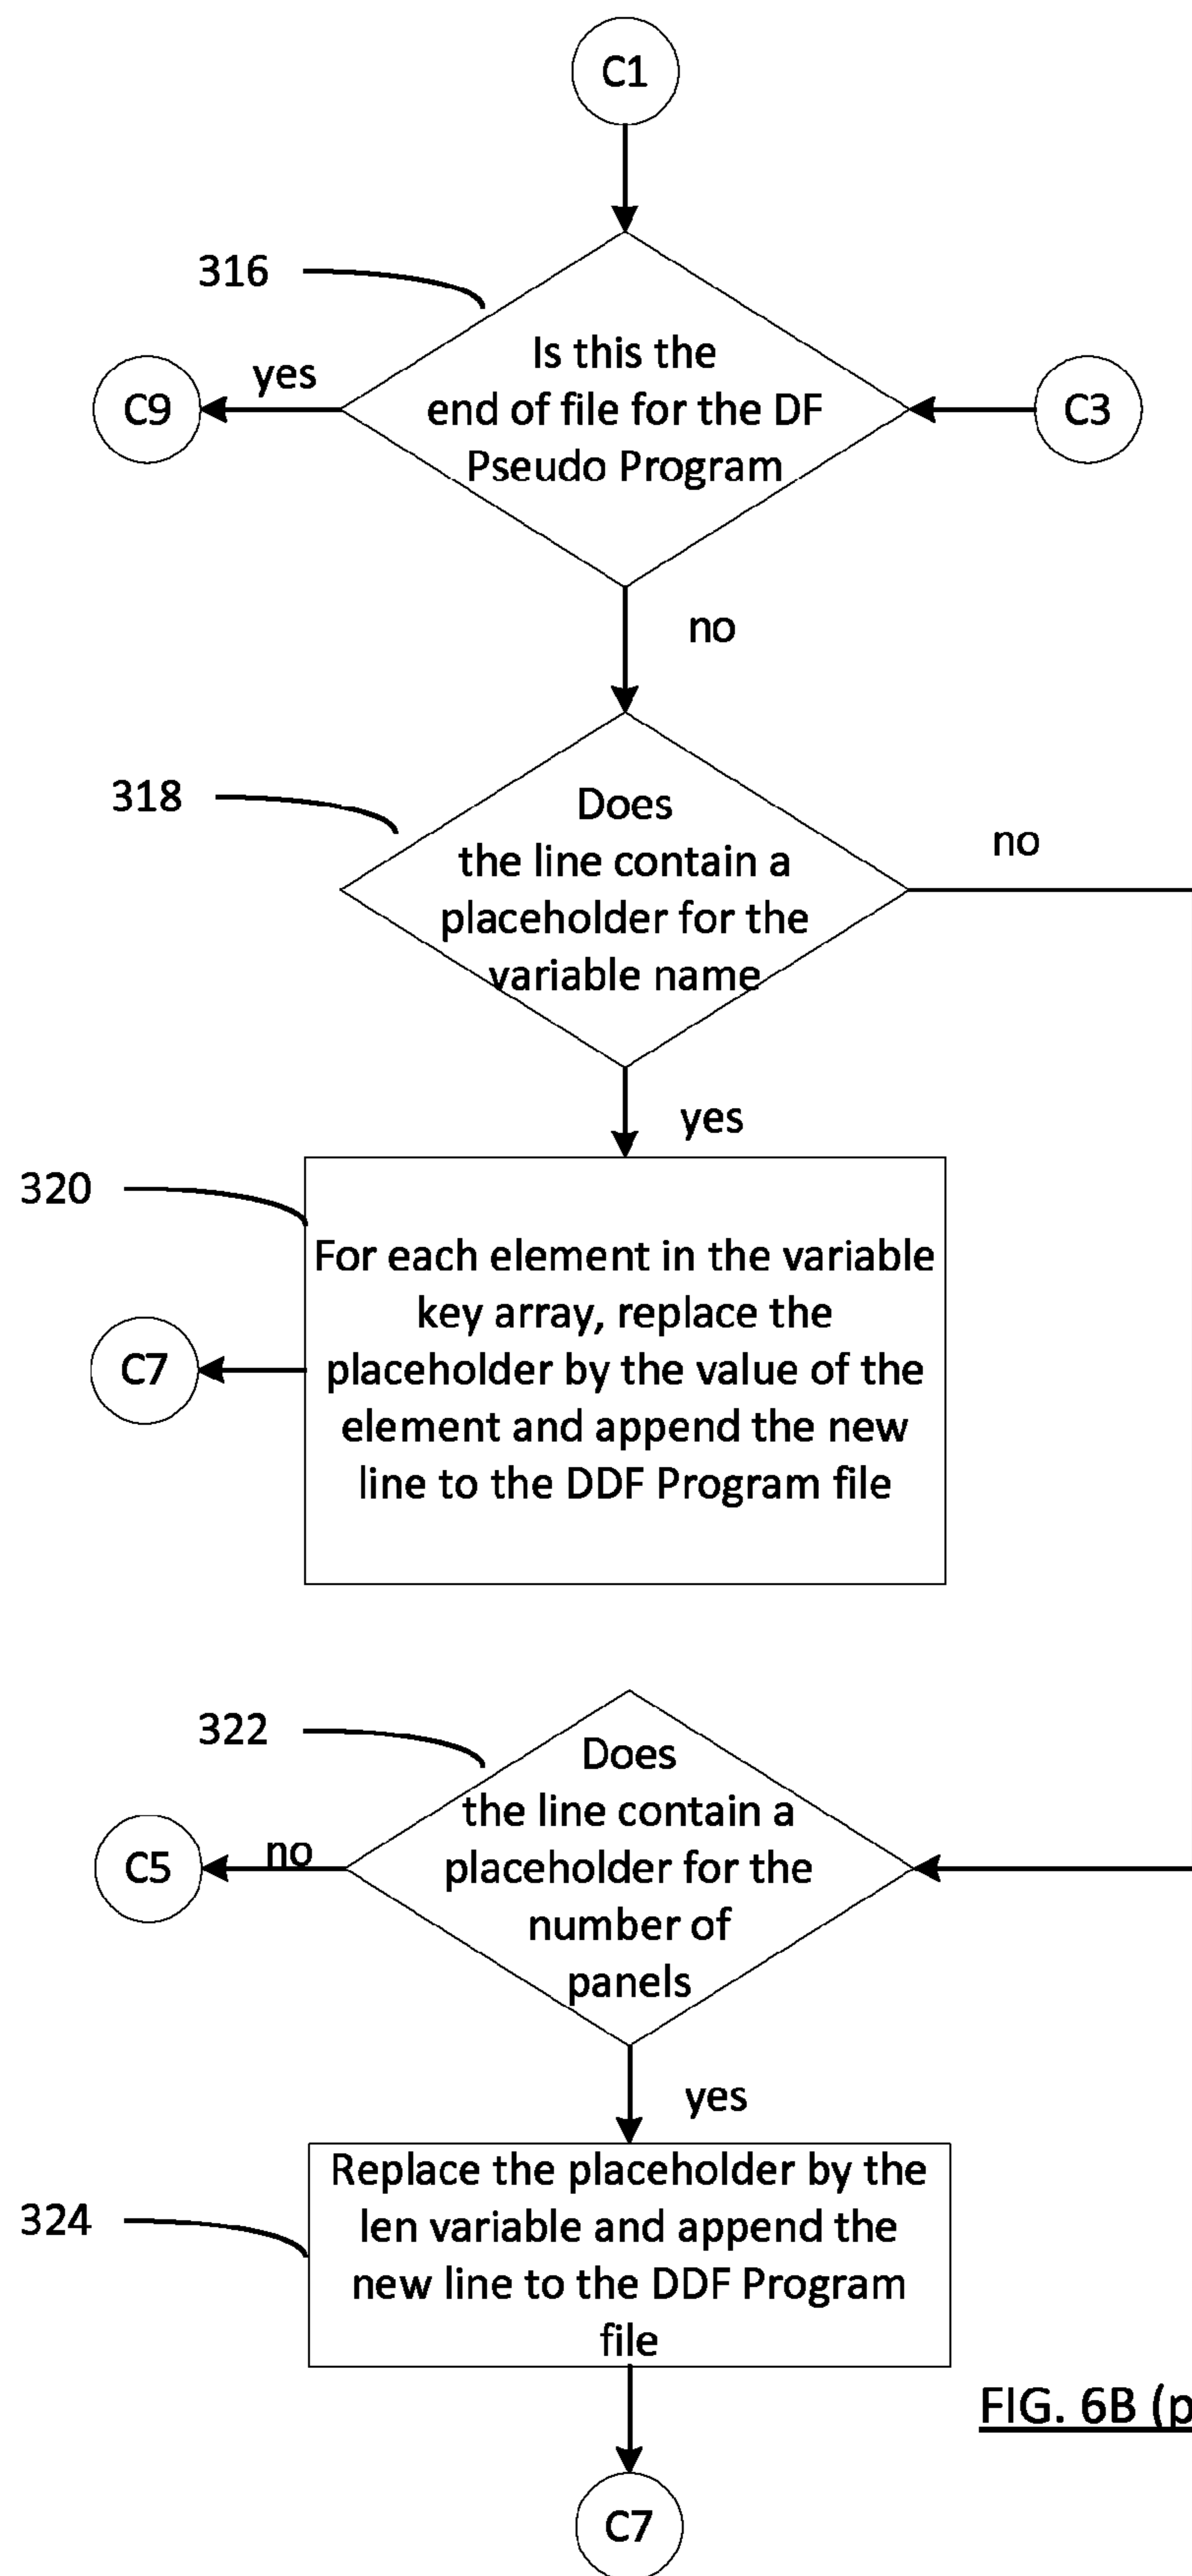 C1
316
Is this the
end of file for the DF
Pseudo Program
yes
C9
C3
no
318
Does
the line contain a
placeholder for the
variable name
no
yes
320
For each element in the variable
key array, replace the
placeholder by the value of the
element and append the new
line to the DDF Program file
C7
322
Does
the line contain a
placeholder for the
number of
panels
no
C5
yes
324
Replace the placeholder by the
len variable and append the
new line to the DDF Program
file
FIG. 6B (p
C7